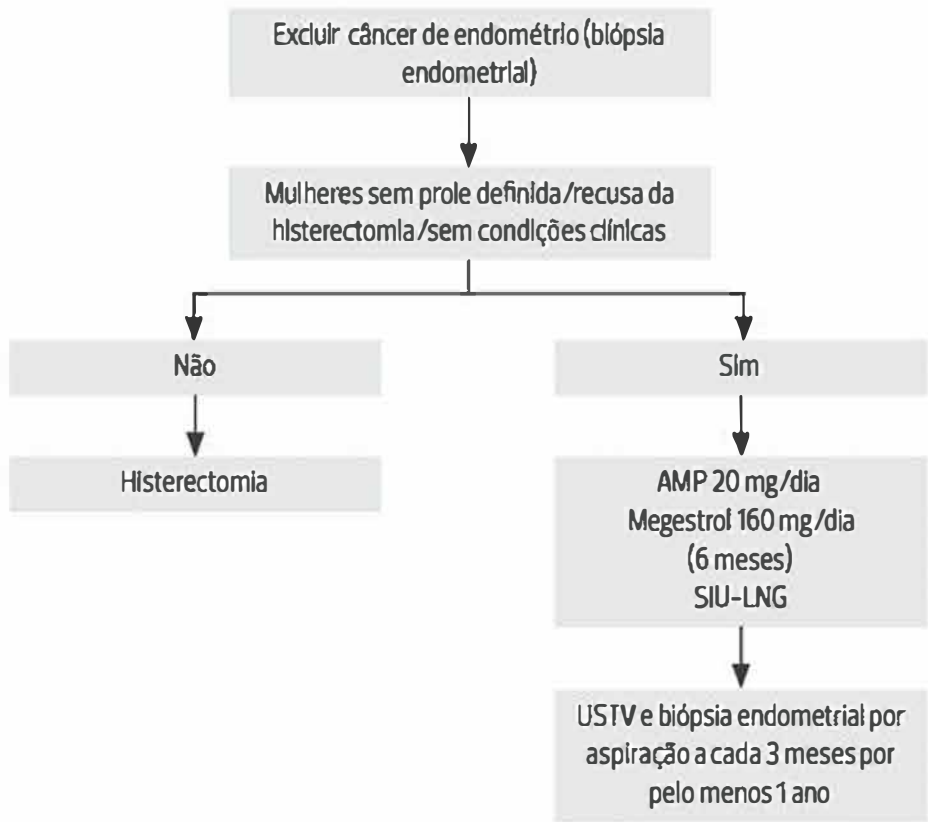 Excluir câncer de endométrio (biópsia
endometrial)
Mulheres sem prole definida/recusa da
histerectomia/sem condições clínicas
Não
Sim
Histerectomia
AMP 20 mg/dia
Megestrol 160 mg/dia
(6 meses)
SIU-LNG
USTV e biópsia endometrial por
aspiração a cada 3 meses por
pelo menos 1 ano